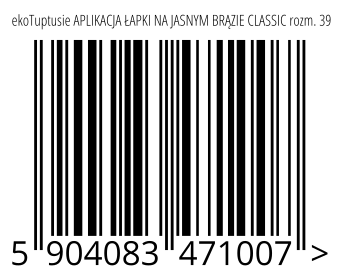 ekoTuptusie APLIKACJA ŁAPKI NA JASNYM BRĄZIE CLASSIC rozm. 39
5 904083 471007 >